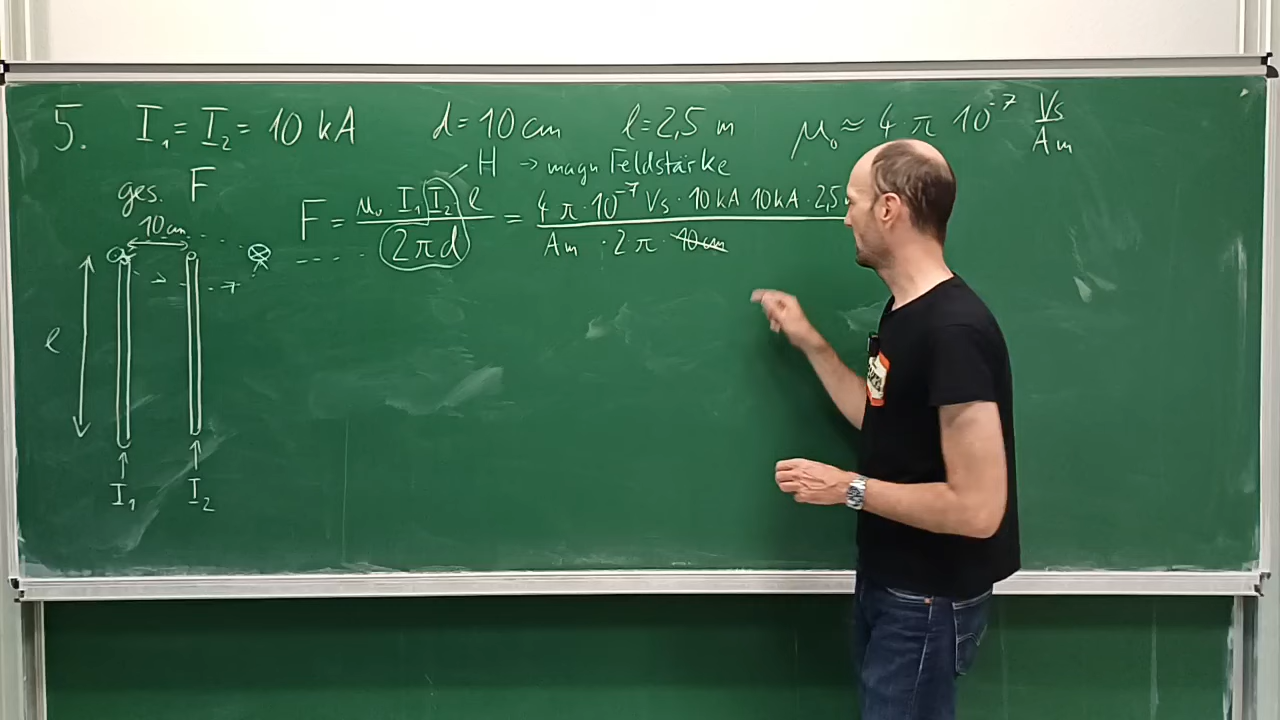 5. I₁ = I₂ = 10 kA d = 10 cm l = 2,5 m μ₀ ≈ 4 · π 10⁻⁷ Vs/Am
H → magn Feldstärke
ges. F
F = μ₀ · I₁ I₂ l / 2πd = 4 π · 10⁻⁷ Vs · 10 kA 10 kA · 2,5 / Am · 2 π · 10 cm
10 cm
l
I₁ I₂